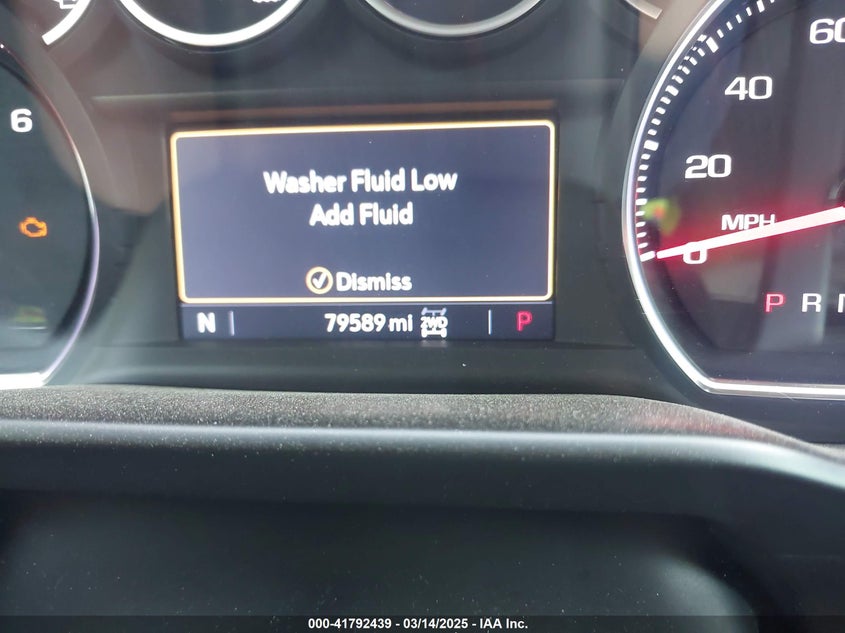 60
40
6
20
Washer Fluid Low
Add Fluid
MPH
0
Dismiss
N 79589 mi 2WD P
P R
000-41792439 | 03/14/2025 - IAA Inc.